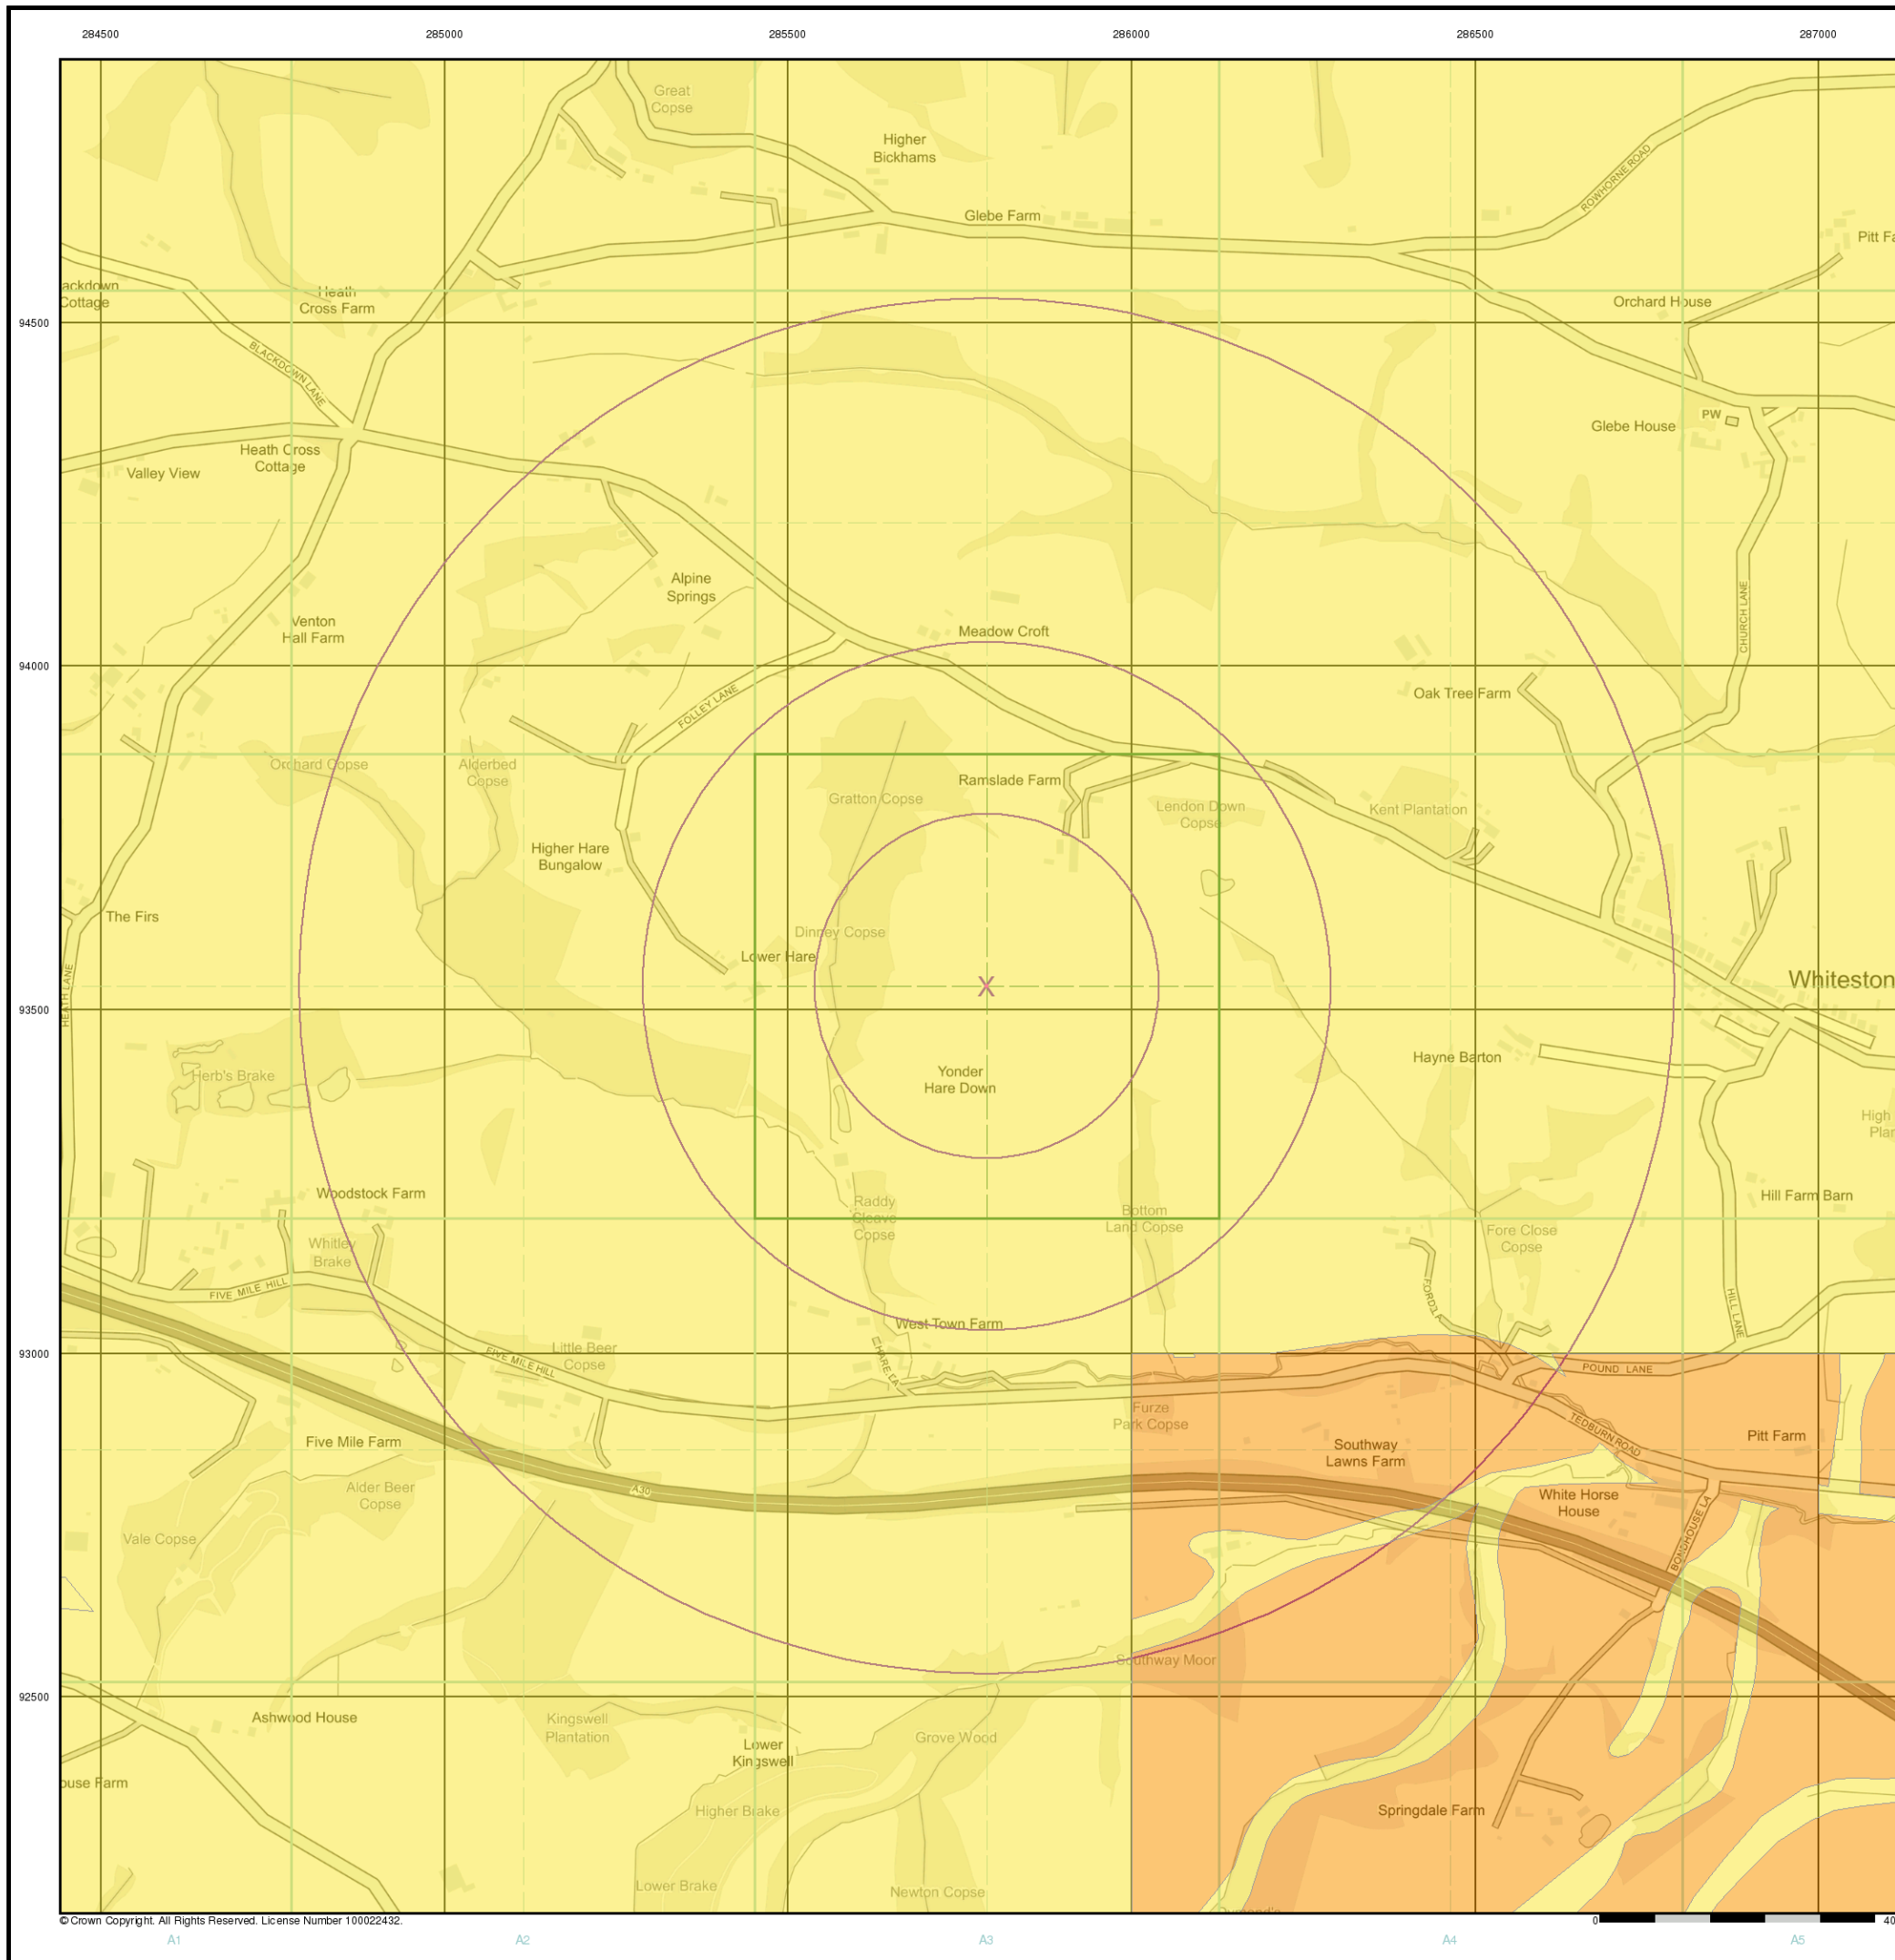 284500
285000
285500
286000
286500
287000
Great
Copse
Higher
Bickhams
ROWHORNE ROAD
Glebe Farm
Pitt Fa
ackdown
Cottage
Heath
Cross Farm
Orchard House
94500
BLACKDOWN LANE
PW
Glebe House
Heath Cross
Cottage
Valley View
Alpine
Springs
CHURCH LANE
Venton
Hall Farm
Meadow Croft
94000
Oak Tree Farm
FOLLEY LANE
Orchard Copse
Alderbed
Copse
Ramslade Farm
Gratton Copse
Lendon Down
Copse
Kent Plantation
Higher Hare
Bungalow
The Firs
Dinney Copse
Lower Hare
HEATH LANE
X
Whiteston
93500
Hayne Barton
Herb's Brake
Yonder
Hare Down
High
Plan
Woodstock Farm
Hill Farm Barn
Raddy
Cleave
Copse
Bottom
Land Copse
Fore Close
Copse
Whitley
Brake
FIVE MILE HILL
HILL LANE
West Town Farm
93000
Little Beer
Copse
FIVE MILE HILL
POUND LANE
Furze
Park Copse
TEDBURN ROAD
Five Mile Farm
Southway
Lawns Farm
Pitt Farm
Alder Beer
Copse
A30
White Horse
House
BONDHOUSE LA
Vale Copse
Southway Moor
92500
Ashwood House
Kingswell
Plantation
Grove Wood
Lower
Kingswell
ouse Farm
Higher Brake
Springdale Farm
Lower Brake
Newton Copse
© Crown Copyright. All Rights Reserved. License Number 100022432.
0
40
A1
A2
A3
A4
A5